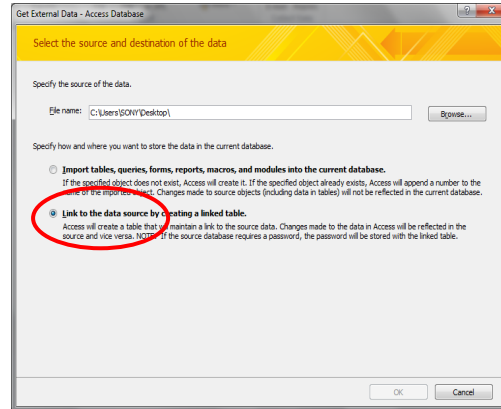 Get External Data - Access Database
Select the source and destination of the data
Specify the source of the data.
File name: C:\Users\SONY\Desktop\ Browse...
Specify how and where you want to store the data in the current database.
Import tables, queries, forms, reports, macros, and modules into the current database.
If the specified object does not exist, Access will create it. If the specified object already exists, Access will append a number to the
name of the imported object. Changes made to source objects (including data in tables) will not be reflected in the current database.
Link to the data source by creating a linked table.
Access will create a table that will maintain a link to the source data. Changes made to the data in Access will be reflected in the
source and vice versa. NOTE: If the source database requires a password, the password will be stored with the linked table.
OK Cancel